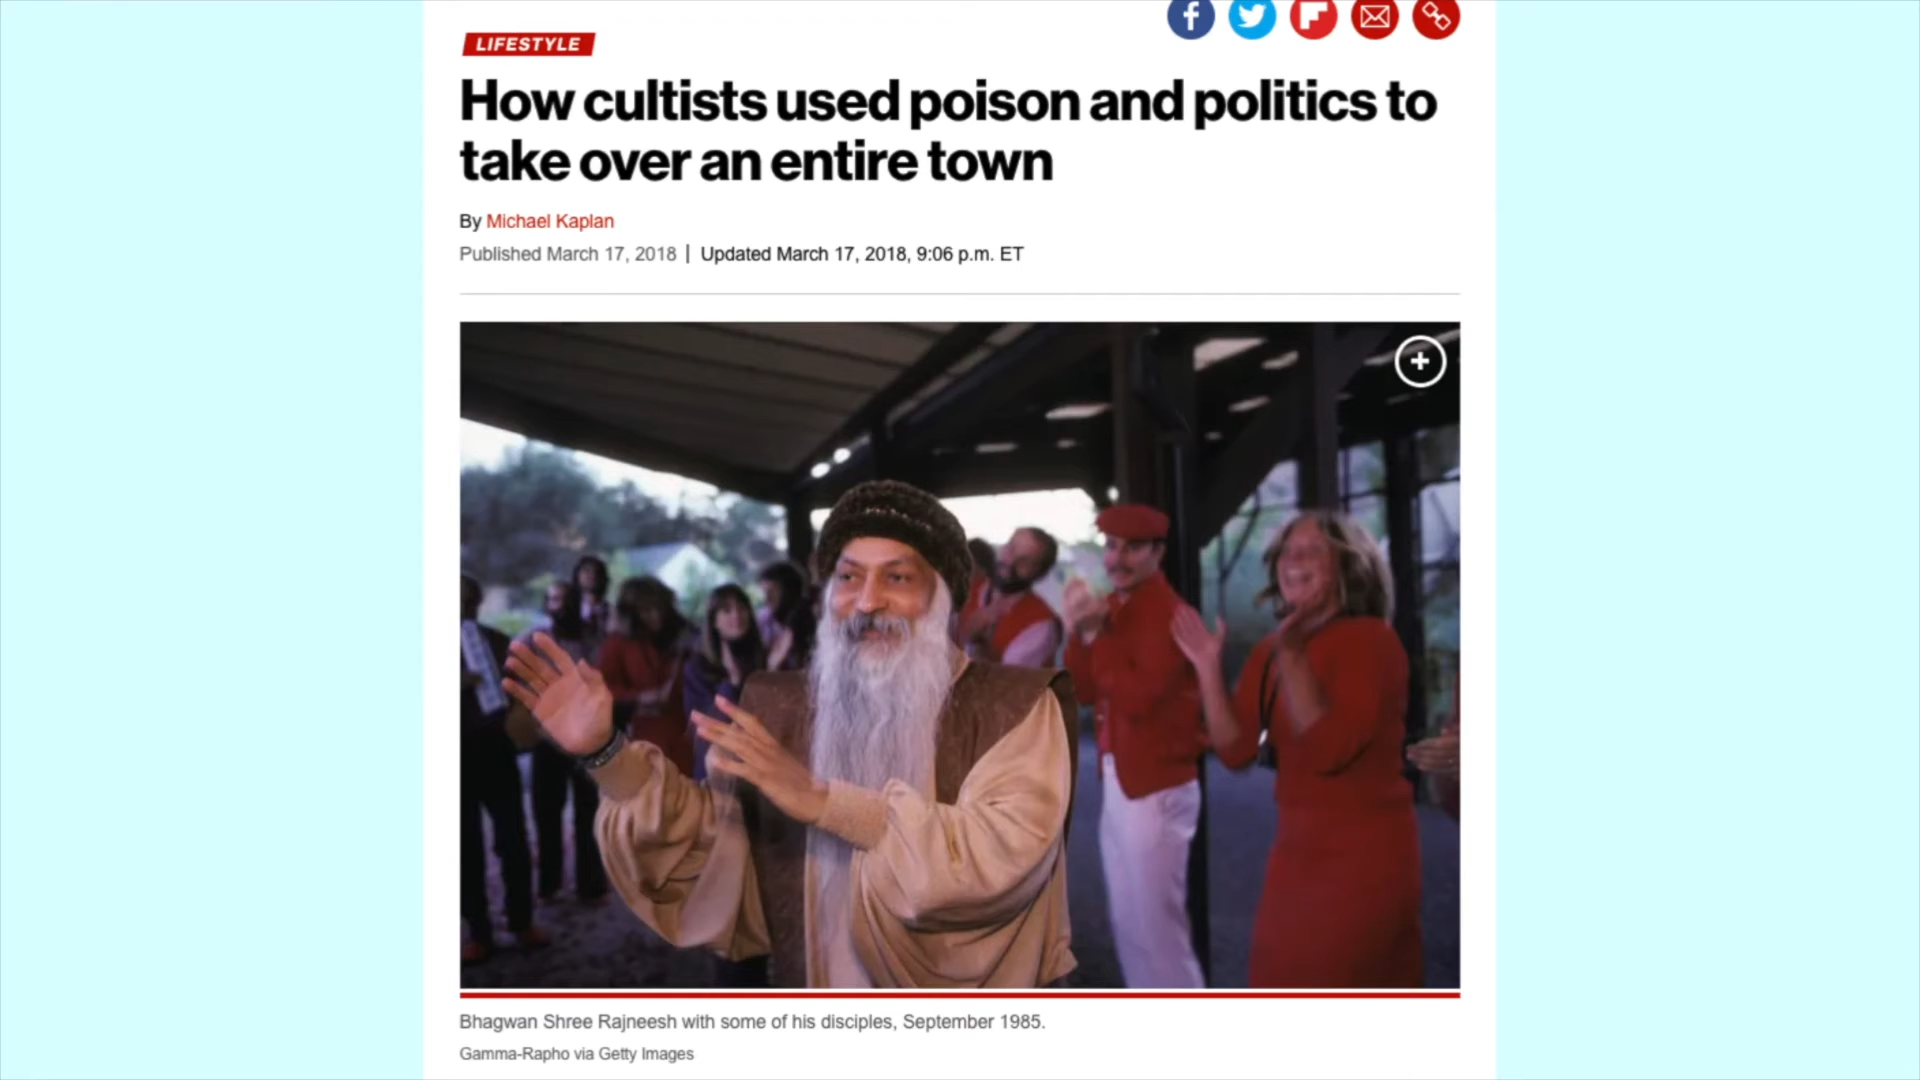 LIFESTYLE
How cultists used poison and politics to
take over an entire town
By Michael Kaplan
Published March 17, 2018 | Updated March 17, 2018, 9:06 p.m. ET
Bhagwan Shree Rajneesh with some of his disciples, September 1985.
Gamma-Rapho via Getty Images